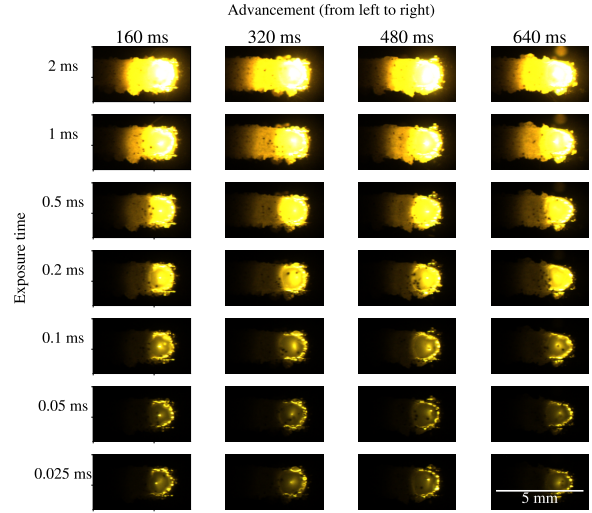 Advancement (from left to right)
160 ms 320 ms 480 ms 640 ms
2 ms
1 ms
0.5 ms
0.2 ms
0.1 ms
0.05 ms
0.025 ms
Exposure time
5 mm